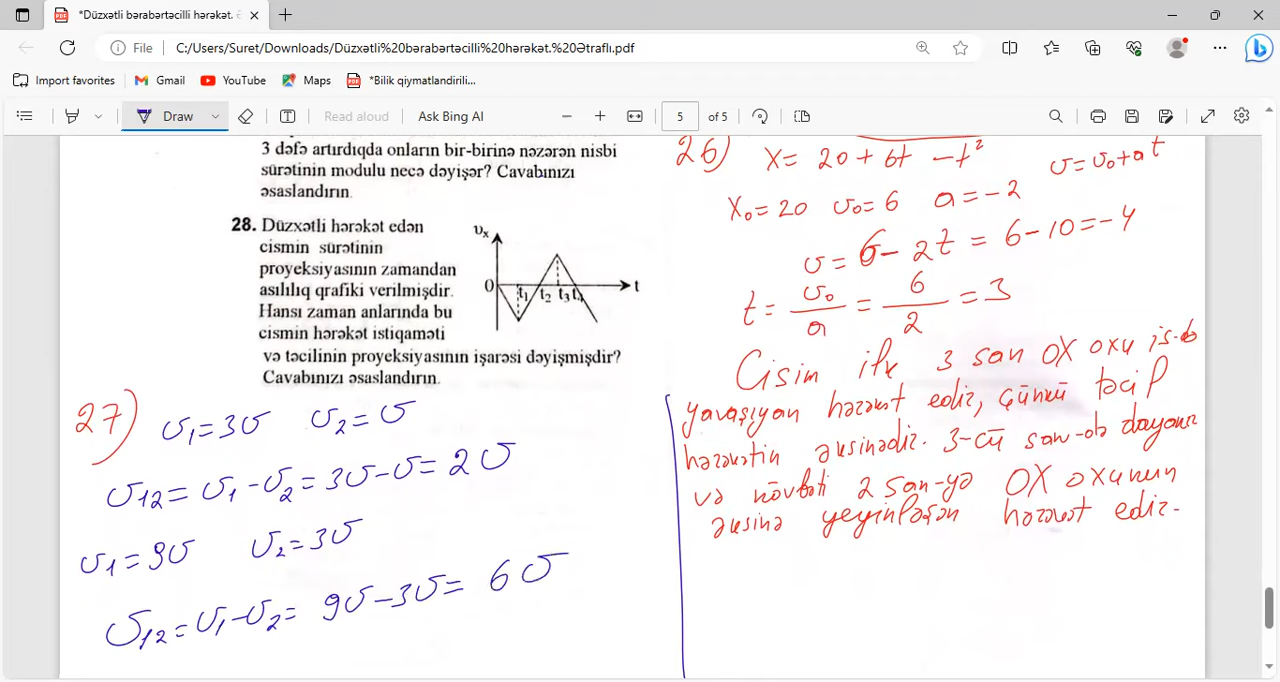 *Düzxətli bərabərtəcilli hərəkət. ə
File
C:/Users/Suret/Downloads/Düzxətli%20bərabərtəcilli%20hərəkət.%20Ətraflı.pdf
Import favorites
Gmail
YouTube
Maps
*Bilik qiymatlandirili...
Draw
Read aloud
Ask Bing AI
5
of 5
3 dəfə artırdıqda onların bir-birinə nəzərən nisbi
sürətinin modulu necə dəyişər? Cavabınızı
əsaslandırın.
28. Düzxətli hərəkət edən
cismin sürətinin
proyeksiyasının zamandan
asılılıq qrafiki verilmişdir.
Hansı zaman anlarında bu
cismin hərəkət istiqaməti
və təcilinin proyeksiyasının işarəsi dəyişmişdir?
Cavabınızı əsaslandırın.
υx
0
t1 t2 t3 t4
t
27) υ1=3υ υ2=υ
υ12=υ1-υ2=3υ-υ=2υ
υ1=9υ υ2=3υ
υ12=υ1-υ2= 9υ-3υ= 6υ
26) x= 20+6t -t²
υ=υ0+at
x0=20 υ0=6 a=-2
υ=6-2t=6-10=-4
t=υ0/a=6/2=3
Cisim ilk 3 san OX oxu is-ə
yavaşıyan hərəkət edir, çünki təcil
hərəkətin əksinədir. 3-cü san-də dayanır
və növbəti 2 san-yə OX oxunun
əksinə yeyinləşən hərəkət edir.